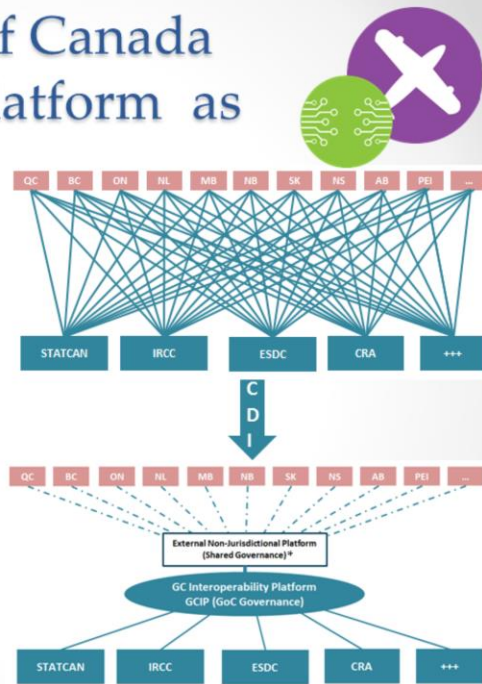 f Canada
atform as
QC BC ON NL MB NB SK NS AB PEI ...
STATCAN IRCC ESDC CRA +++
C
D
I
QC BC ON NL MB NB SK NS AB PEI ...
External Non-Jurisdictional Platform
(Shared Governance)*
GC Interoperability Platform
GCIP (GoC Governance)
STATCAN IRCC ESDC CRA +++